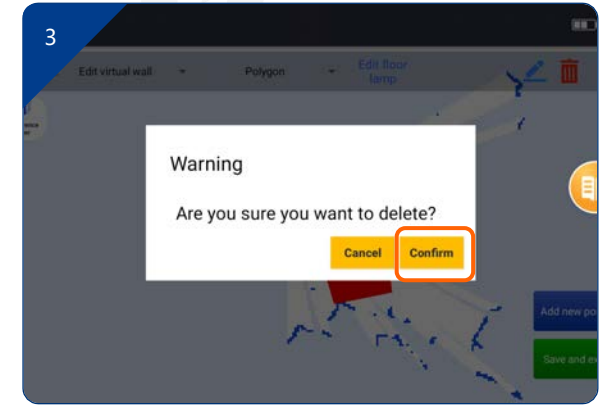 3
Edit virtual wall
Polygon
Edit floor
lamp
Warning
Are you sure you want to delete?
Cancel
Confirm
Add new po
Save and ex